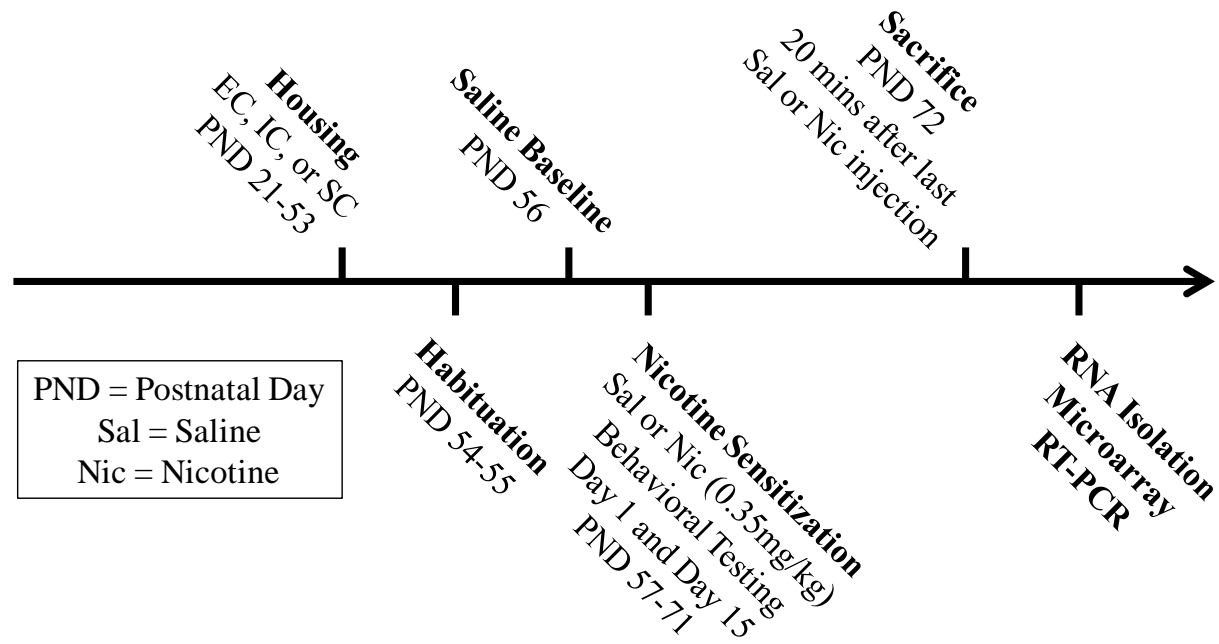 Housing
EC, IC, or SC
PND 21-53
Saline Baseline
PND 56
Sacrifice
PND 72
20 mins after last
Sal or Nic injection
PND = Postnatal Day
Sal = Saline
Nic = Nicotine
Habituation
PND 54-55
Nicotine Sensitization
Sal or Nic (0.35mg/kg)
Behavioral Testing
Day 1 and Day 15
PND 57-71
RNA Isolation
Microarray
RT-PCR